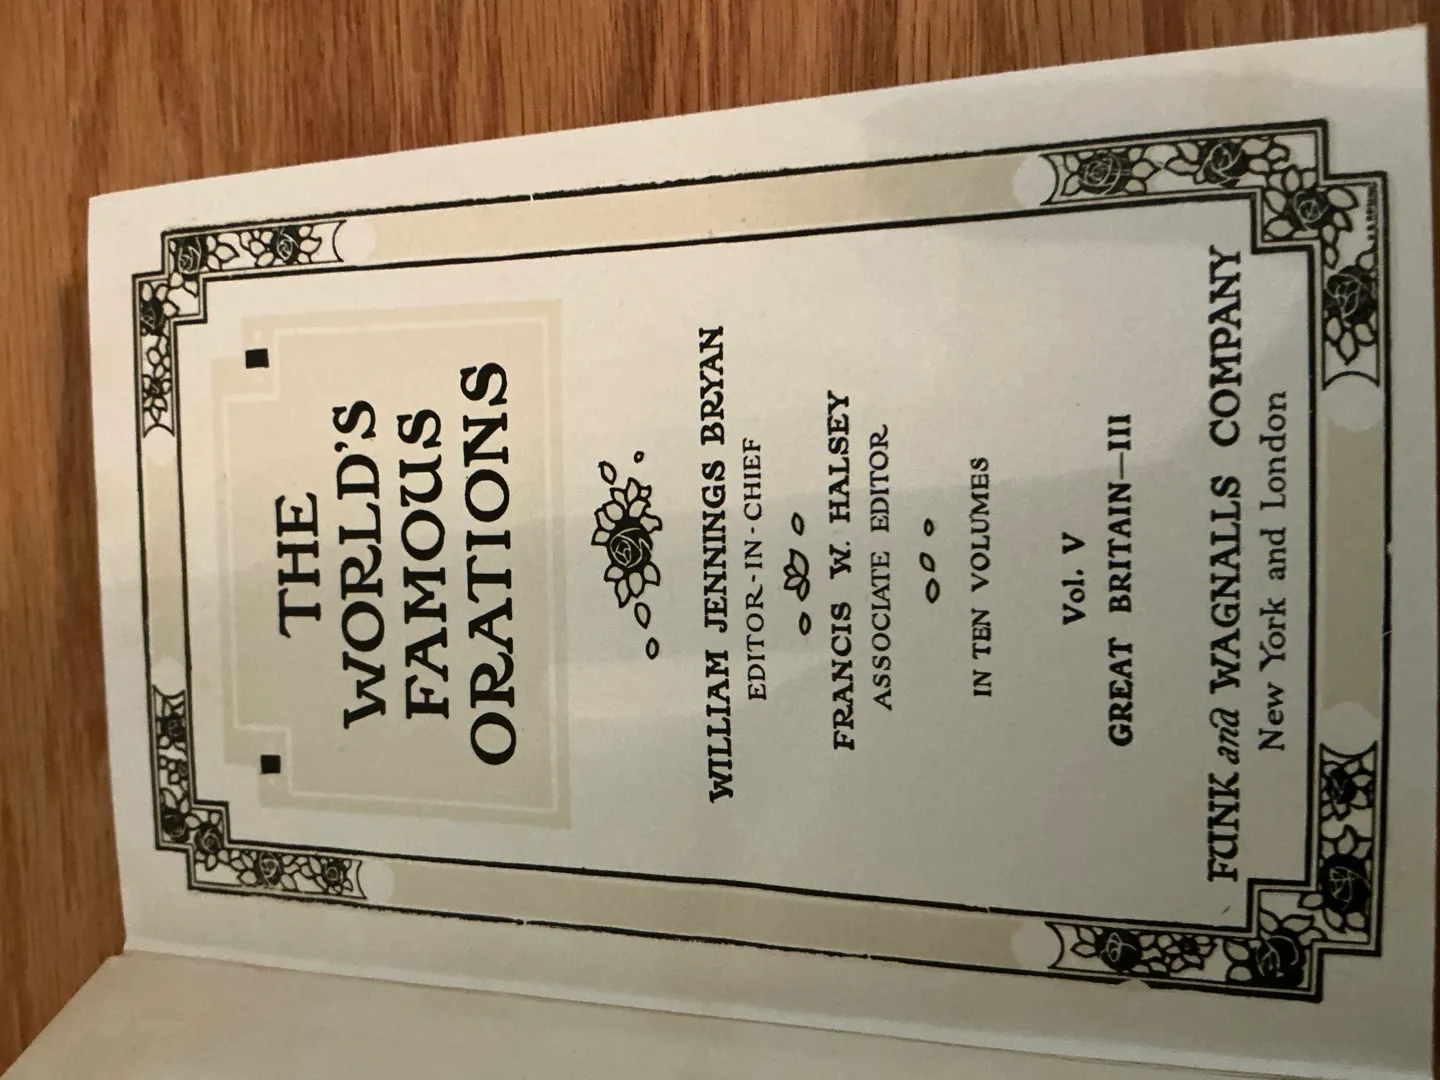 THE
WORLD'S
FAMOUS
ORATIONS
WILLIAM JENNINGS BRYAN
EDITOR-IN-CHIEF
FRANCIS W. HALSEY
ASSOCIATE EDITOR
IN TEN VOLUMES
Vol. V
GREAT BRITAIN—III
FUNK and WAGNALLS COMPANY
New York and London